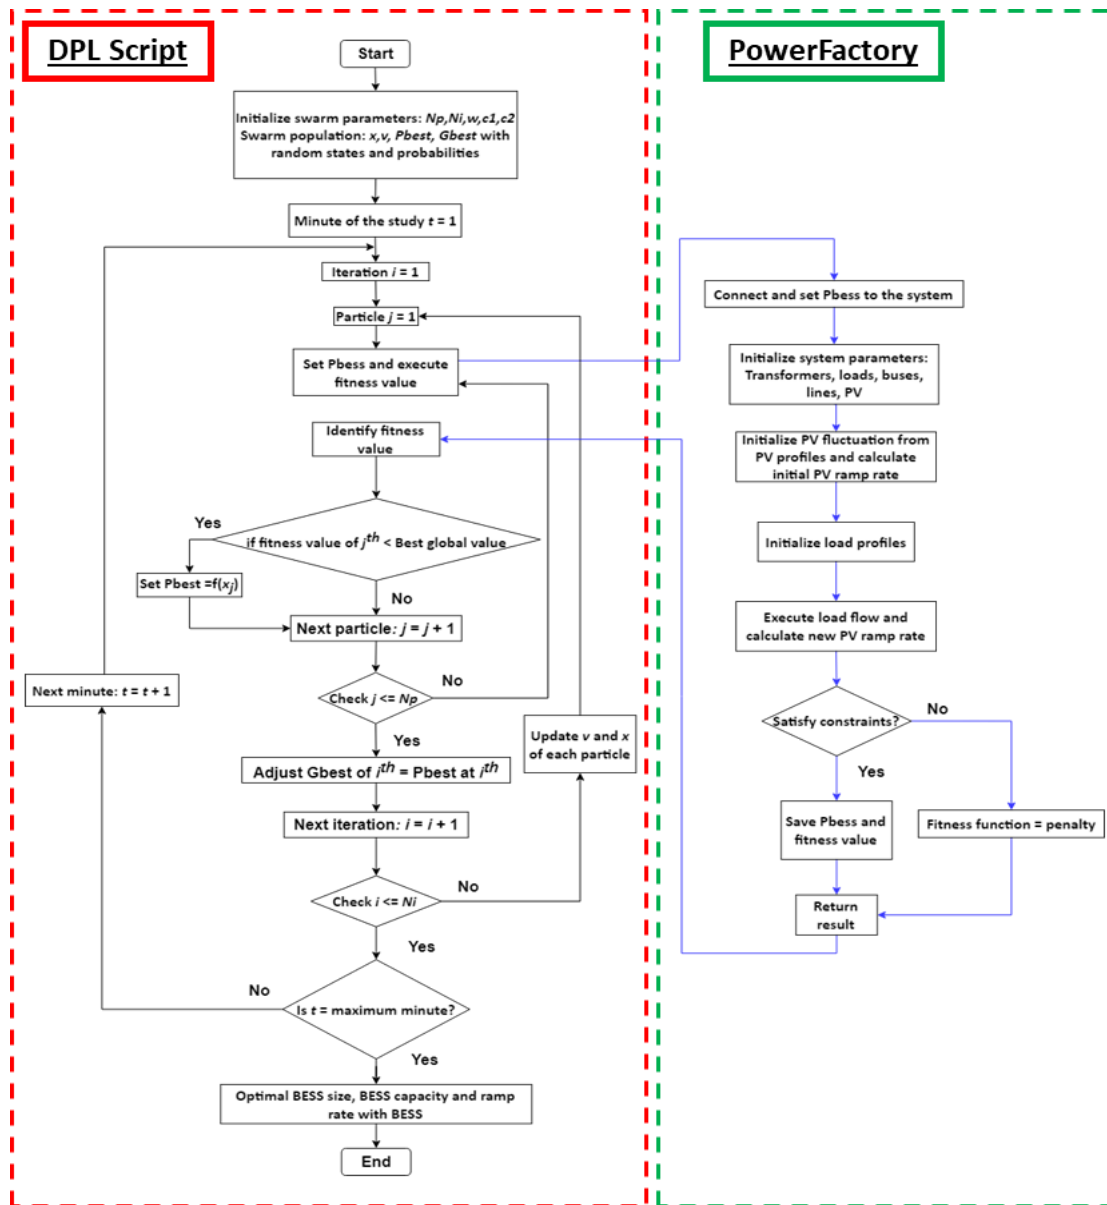 DPL Script
Start
Initialize swarm parameters: Np,Ni,w,c1,c2
Swarm population: x,v, Pbest, Gbest with
random states and probabilities
Minute of the study t = 1
Iteration i = 1
Particle j = 1
Set Pbess and execute
fitness value
Identify fitness
value
Yes
if fitness value of j^th < Best global value
Set Pbest =f(xj)
No
Next particle: j = j + 1
Next minute: t = t + 1
Check j <= Np
No
Yes
Update v and x
of each particle
Adjust Gbest of i^th = Pbest at i^th
Next iteration: i = i + 1
Check i <= Ni
No
Yes
No
Is t = maximum minute?
Yes
Optimal BESS size, BESS capacity and ramp
rate with BESS
End
PowerFactory
Connect and set Pbess to the system
Initialize system parameters:
Transformers, loads, buses,
lines, PV
Initialize PV fluctuation from
PV profiles and calculate
initial PV ramp rate
Initialize load profiles
Execute load flow and
calculate new PV ramp rate
Satisfy constraints?
No
Yes
Save Pbess and
fitness value
Fitness function = penalty
Return
result